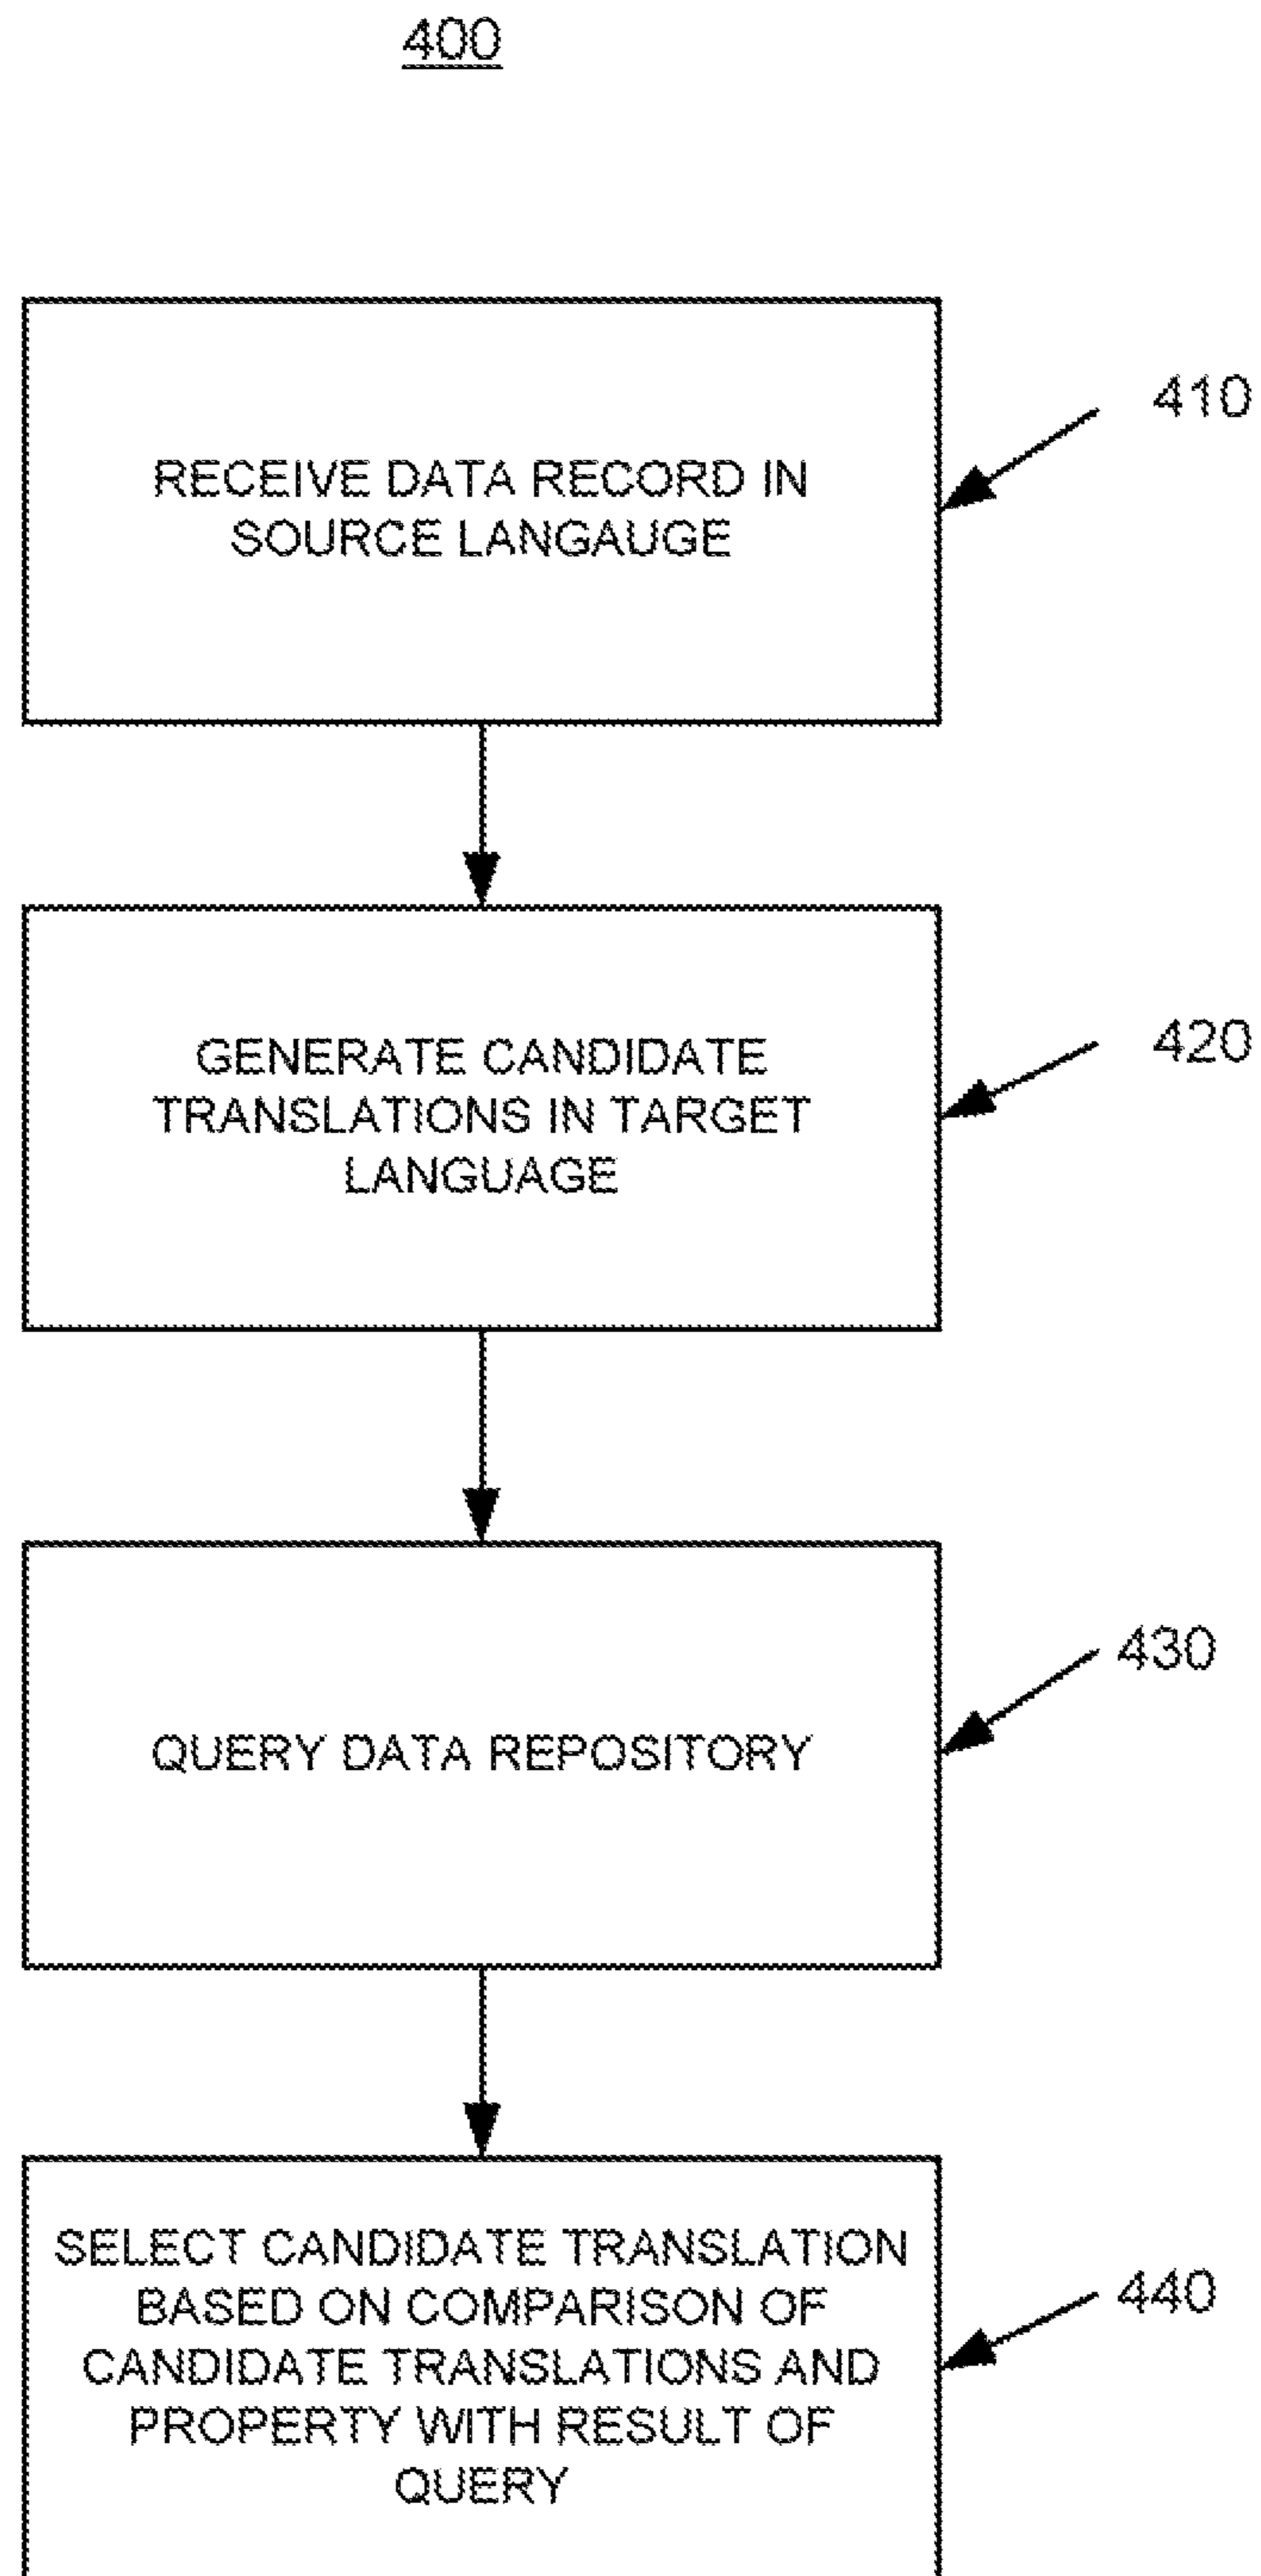 400
RECEIVE DATA RECORD IN
SOURCE LANGAUGE
410
GENERATE CANDIDATE
TRANSLATIONS IN TARGET
LANGUAGE
420
QUERY DATA REPOSITORY
430
SELECT CANDIDATE TRANSLATION
BASED ON COMPARISON OF
CANDIDATE TRANSLATIONS AND
PROPERTY WITH RESULT OF
QUERY
440